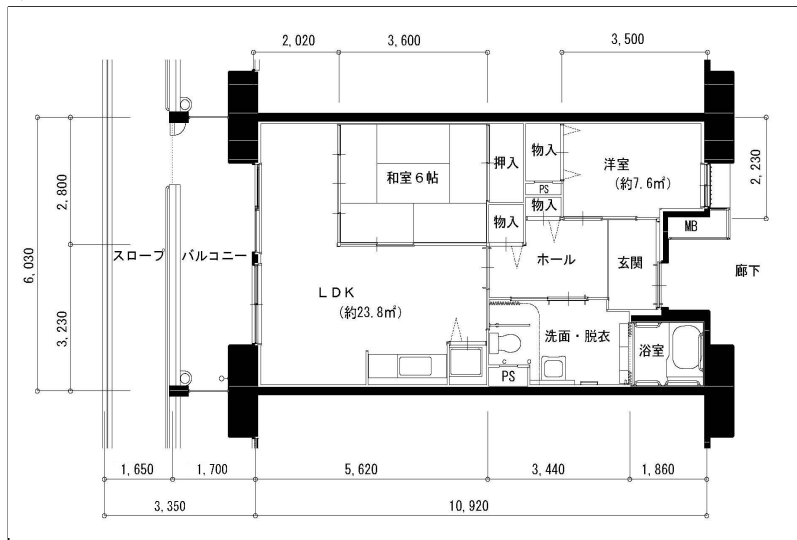 2,020
3,600
3,500
6,030
2,800
3,230
2,230
押入
物入
洋室
(約7.6㎡)
和室6帖
PS
物入
物入
MB
スロープ
バルコニー
ホール
玄関
廊下
LDK
(約23.8㎡)
洗面・脱衣
浴室
PS
1,650
1,700
5,620
3,440
1,860
3,350
10,920